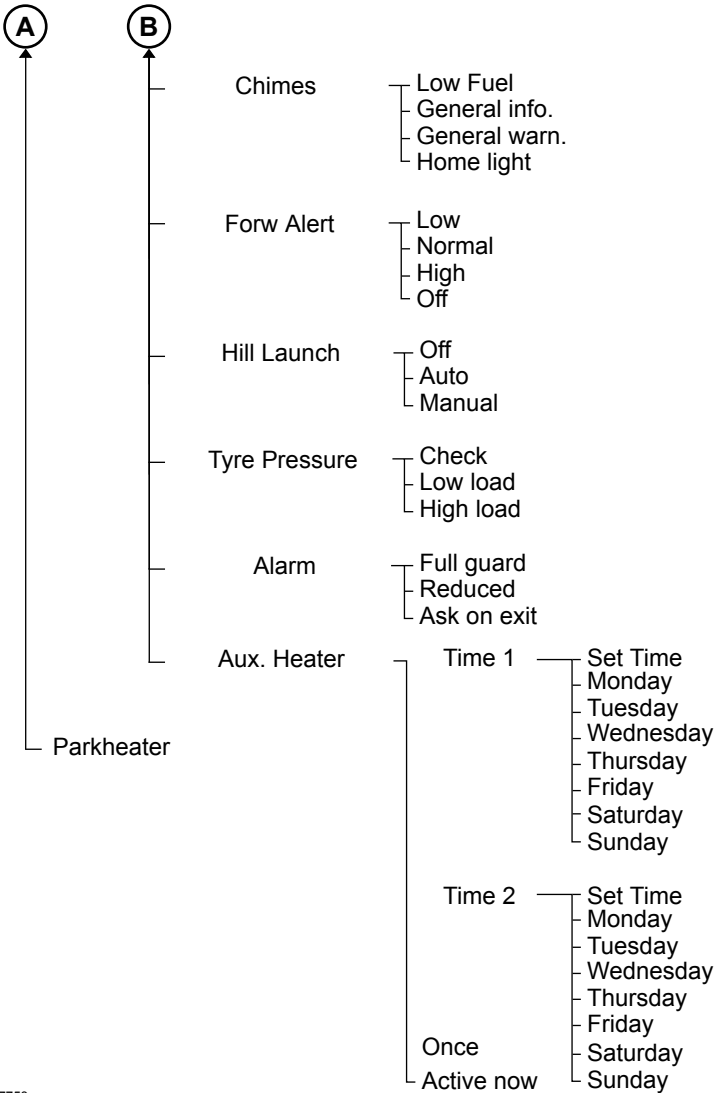 A
B
Chimes
Low Fuel
General info.
General warn.
Home light
Forw Alert
Low
Normal
High
Off
Hill Launch
Off
Auto
Manual
Tyre Pressure
Check
Low load
High load
Alarm
Full guard
Reduced
Ask on exit
Aux. Heater
Time 1
Set Time
Monday
Tuesday
Wednesday
Thursday
Friday
Saturday
Sunday
Parkheater
Time 2
Set Time
Monday
Tuesday
Wednesday
Thursday
Friday
Saturday
Sunday
Once
Active now